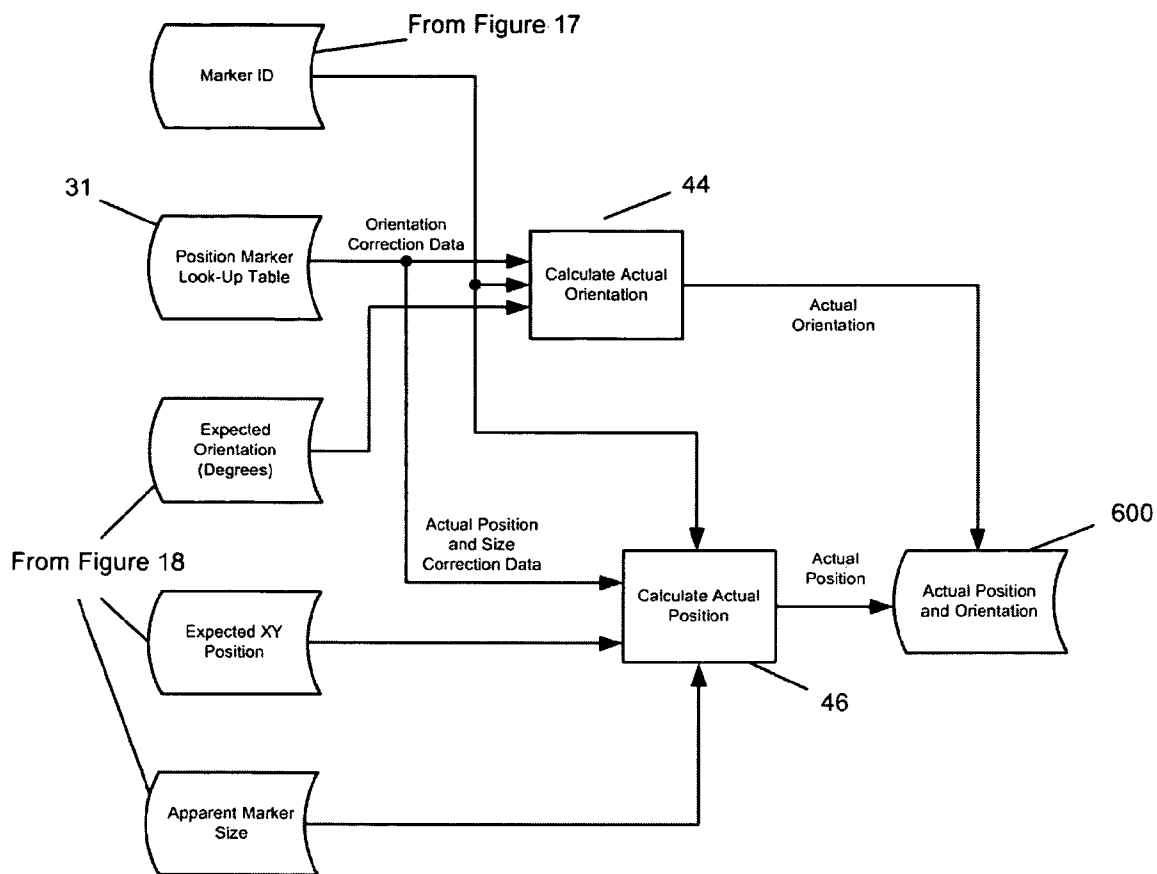 From Figure 17
Marker ID
31
44
Position Marker
Look-Up Table
Orientation
Correction Data
Calculate Actual
Orientation
Actual
Orientation
Expected
Orientation
(Degrees)
From Figure 18
Actual Position
and Size
Correction Data
600
Expected XY
Position
Calculate Actual
Position
Actual
Position
Actual Position
and Orientation
46
Apparent Marker
Size